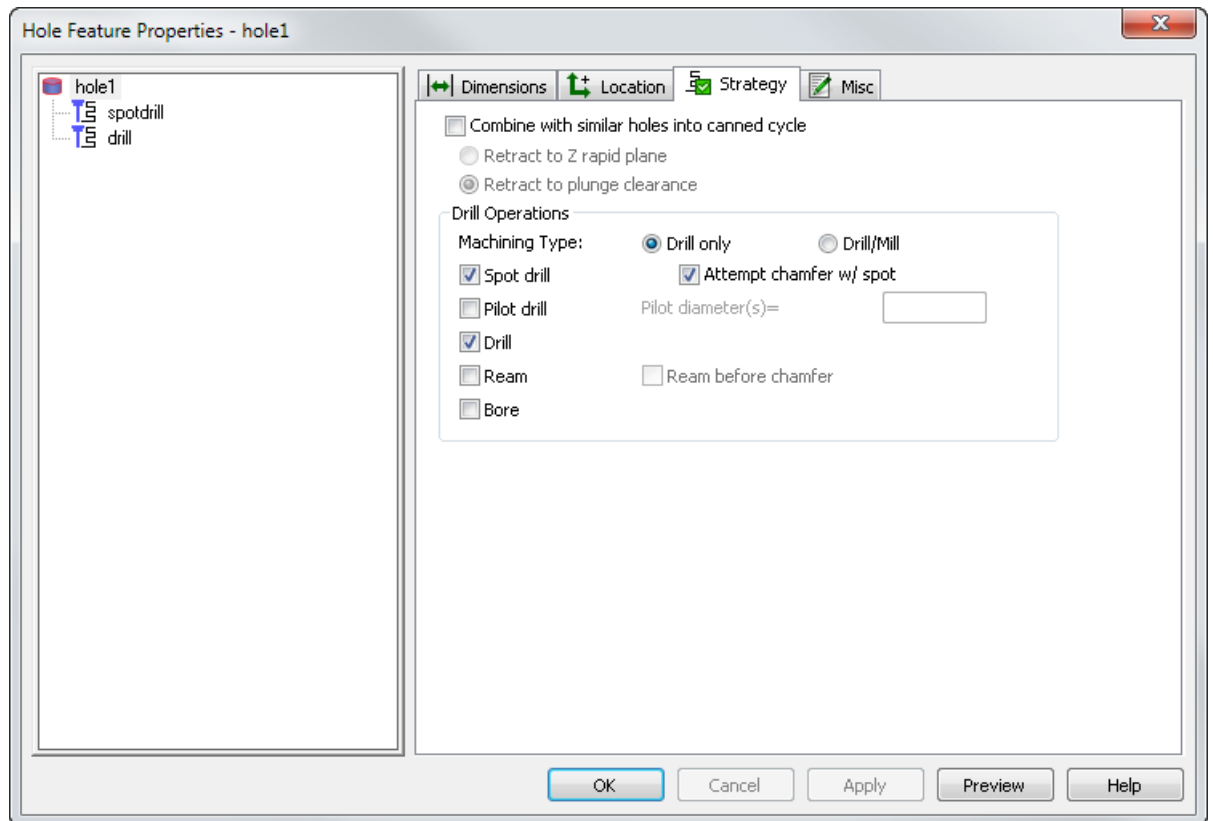 Hole Feature Properties - hole1
hole1
spotdrill
drill
Dimensions Location Strategy Misc
Combine with similar holes into canned cycle
Retract to Z rapid plane
Retract to plunge clearance
Drill Operations
Machining Type: Drill only Drill/Mill
Spot drill Attempt chamfer w/ spot
Pilot drill Pilot diameter(s)=
Drill
Ream Ream before chamfer
Bore
OK Cancel Apply Preview Help